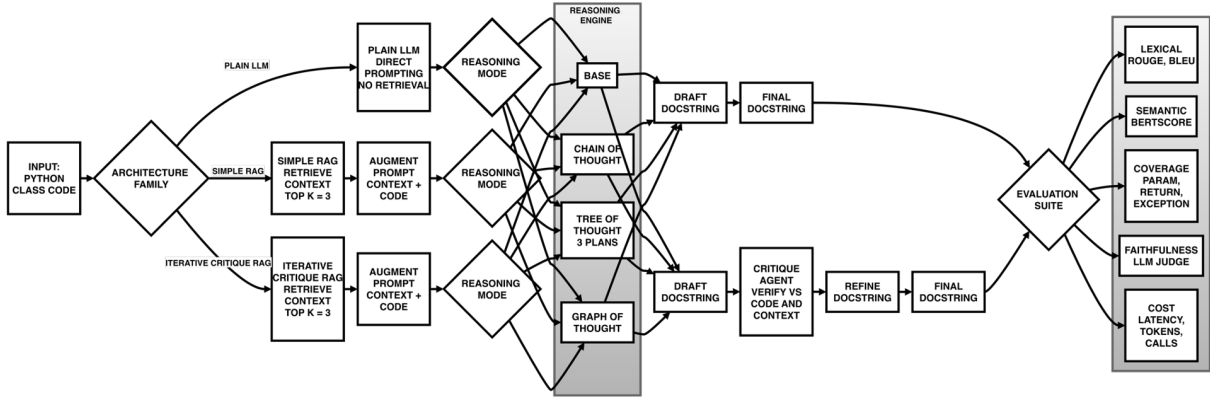 INPUT:
PYTHON
CLASS CODE
ARCHITECTURE
FAMILY
PLAIN LLM
SIMPLE RAG
ITERATIVE CRITIQUE RAG
PLAIN LLM
DIRECT
PROMPTING
NO RETRIEVAL
SIMPLE RAG
RETRIEVE
CONTEXT
TOP K = 3
AUGMENT
PROMPT
CONTEXT +
CODE
ITERATIVE
CRITIQUE RAG
RETRIEVE
CONTEXT
TOP K = 3
AUGMENT
PROMPT
CONTEXT +
CODE
REASONING
MODE
REASONING
MODE
REASONING
MODE
REASONING
ENGINE
BASE
CHAIN OF
THOUGHT
TREE OF
THOUGHT
3 PLANS
GRAPH OF
THOUGHT
DRAFT
DOCSTRING
FINAL
DOCSTRING
DRAFT
DOCSTRING
CRITIQUE
AGENT
VERIFY VS
CODE AND
CONTEXT
REFINE
DOCSTRING
FINAL
DOCSTRING
EVALUATION
SUITE
LEXICAL
ROUGE, BLEU
SEMANTIC
BERTSCORE
COVERAGE
PARAM,
RETURN,
EXCEPTION
FAITHFULNESS
LLM JUDGE
COST
LATENCY,
TOKENS,
CALLS